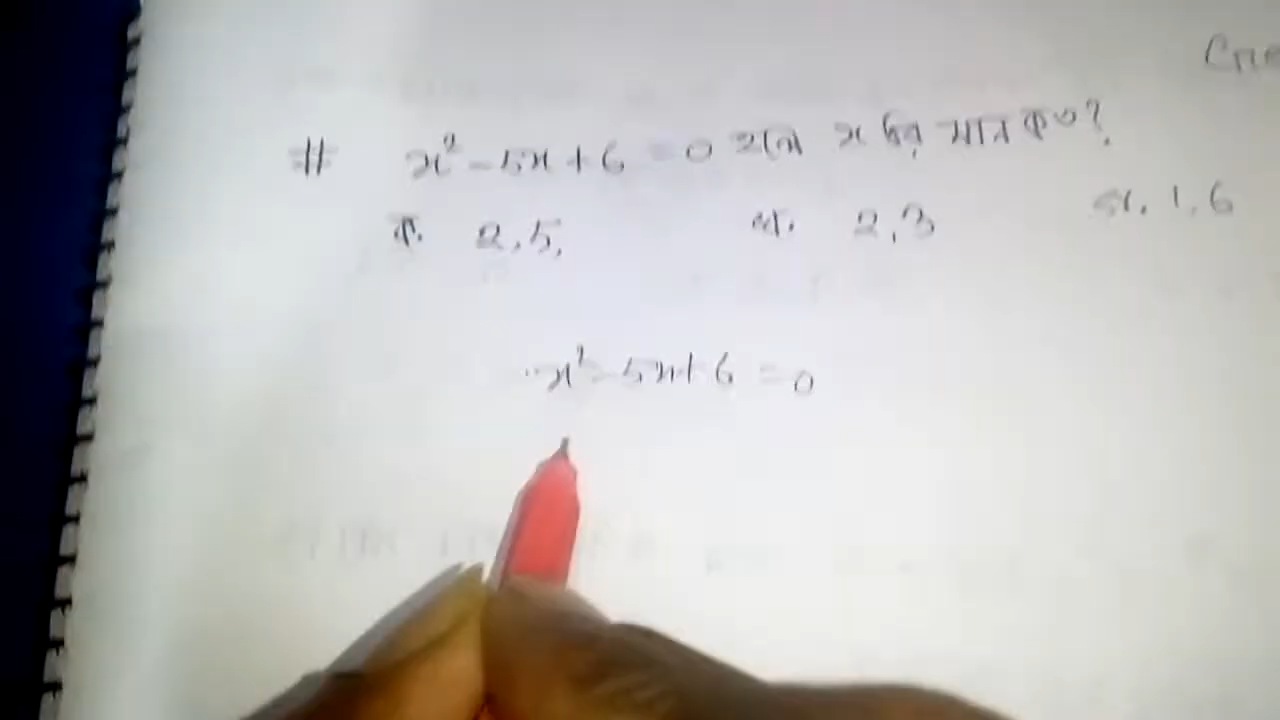 # x² - 5x + 6 = 0 হলে x এর মান কত?
ক. 2,5, খ. 2,3 গ. 1,6
x² - 5x + 6 = 0